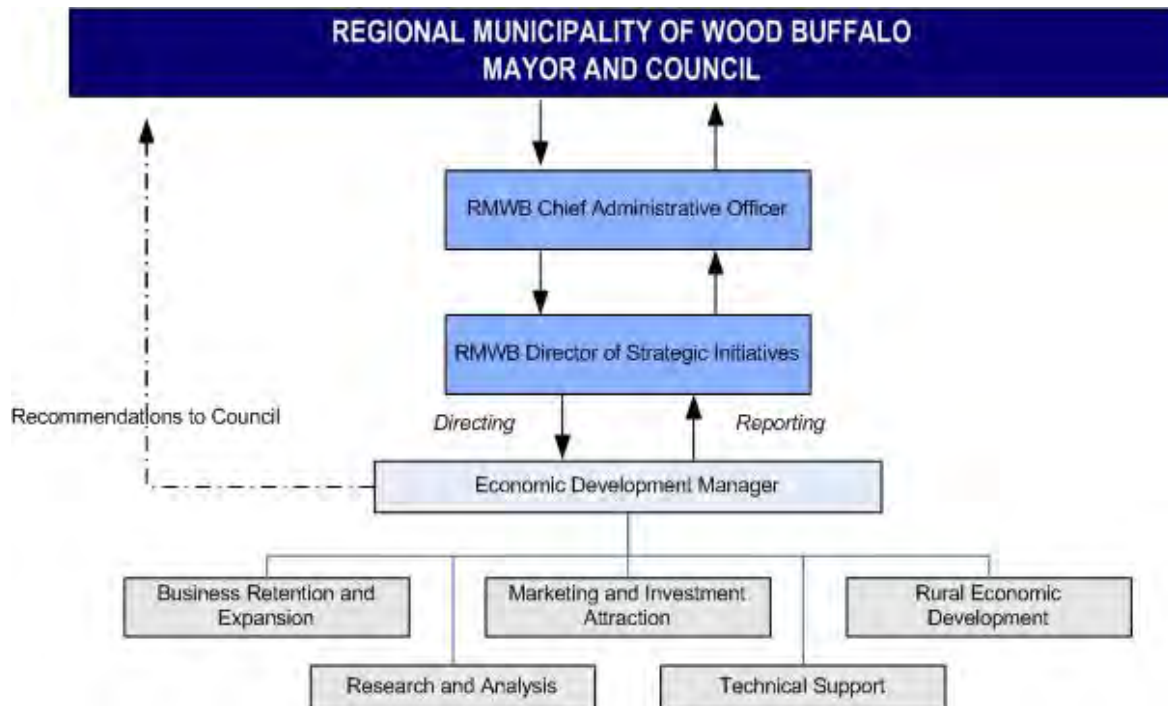 REGIONAL MUNICIPALITY OF WOOD BUFFALO
MAYOR AND COUNCIL
RMWB Chief Administrative Officer
RMWB Director of Strategic Initiatives
Recommendations to Council
Directing
Reporting
Economic Development Manager
Business Retention and
Expansion
Marketing and Investment
Attraction
Rural Economic
Development
Research and Analysis
Technical Support